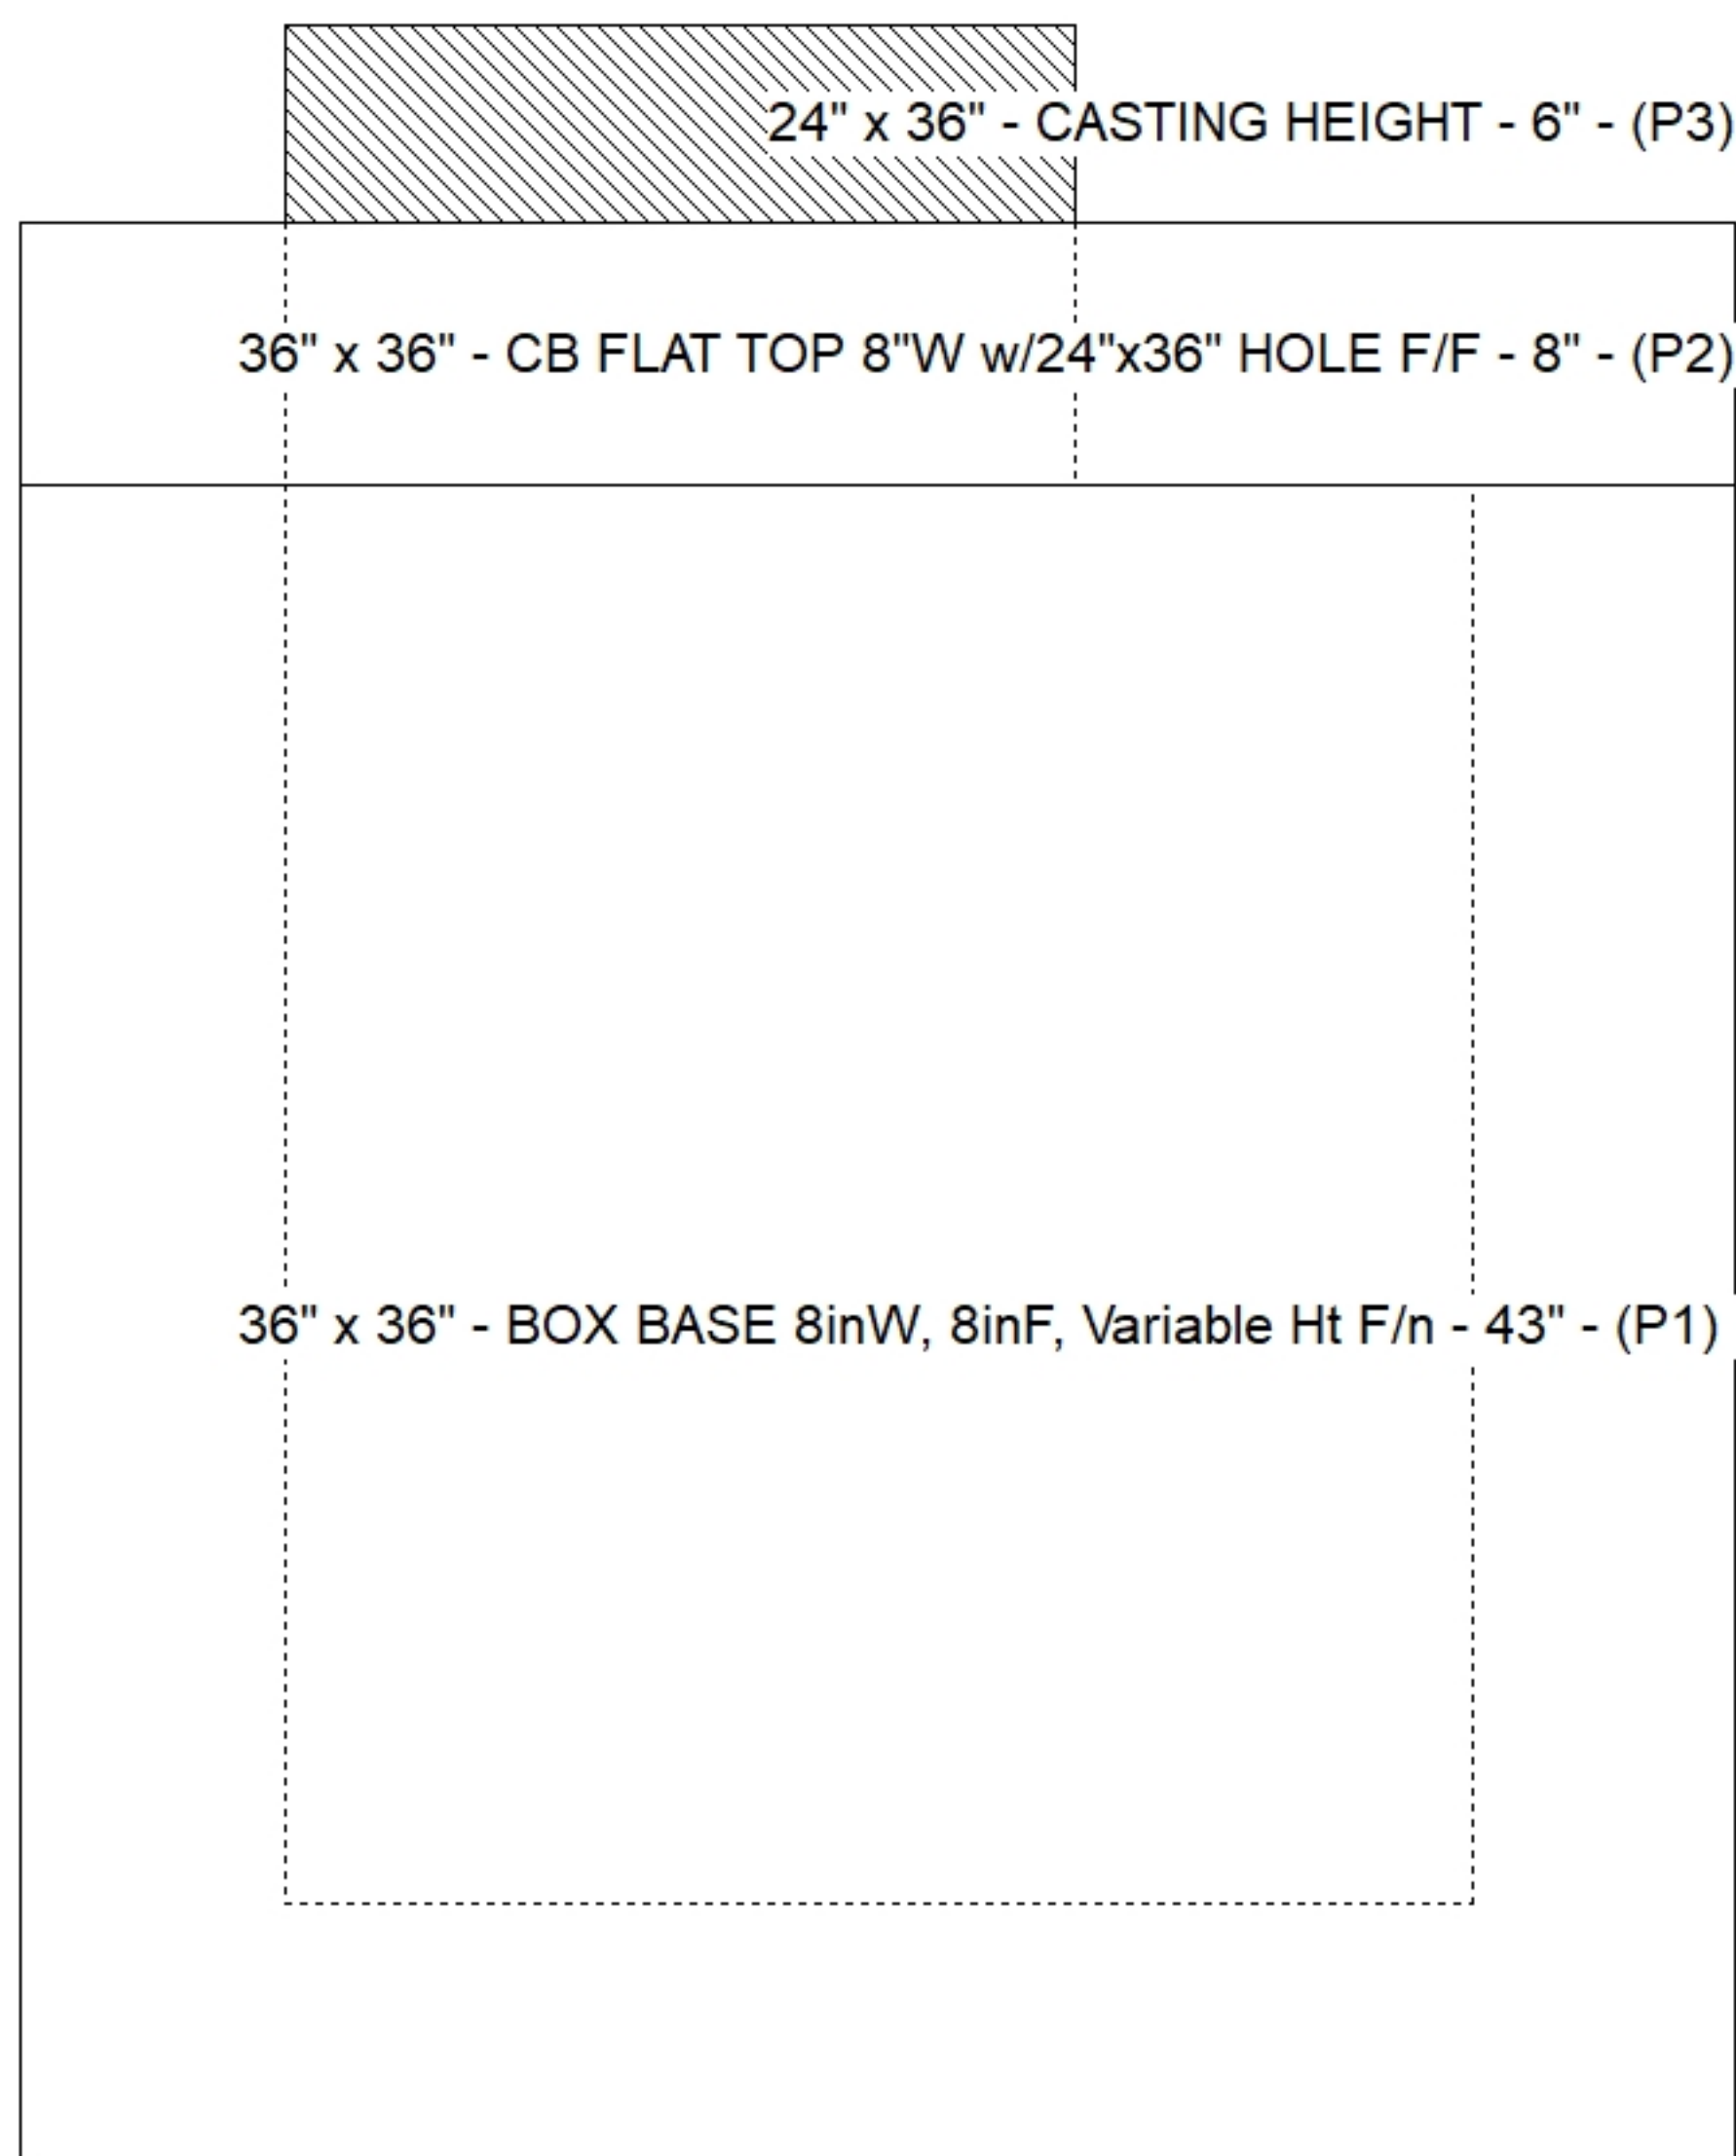 24" x 36" - CASTING HEIGHT - 6" - (P3)
36" x 36" - CB FLAT TOP 8"W w/24"x36" HOLE F/F - 8" - (P2)
36" x 36" - BOX BASE 8inW, 8inF, Variable Ht F/n - 43" - (P1)